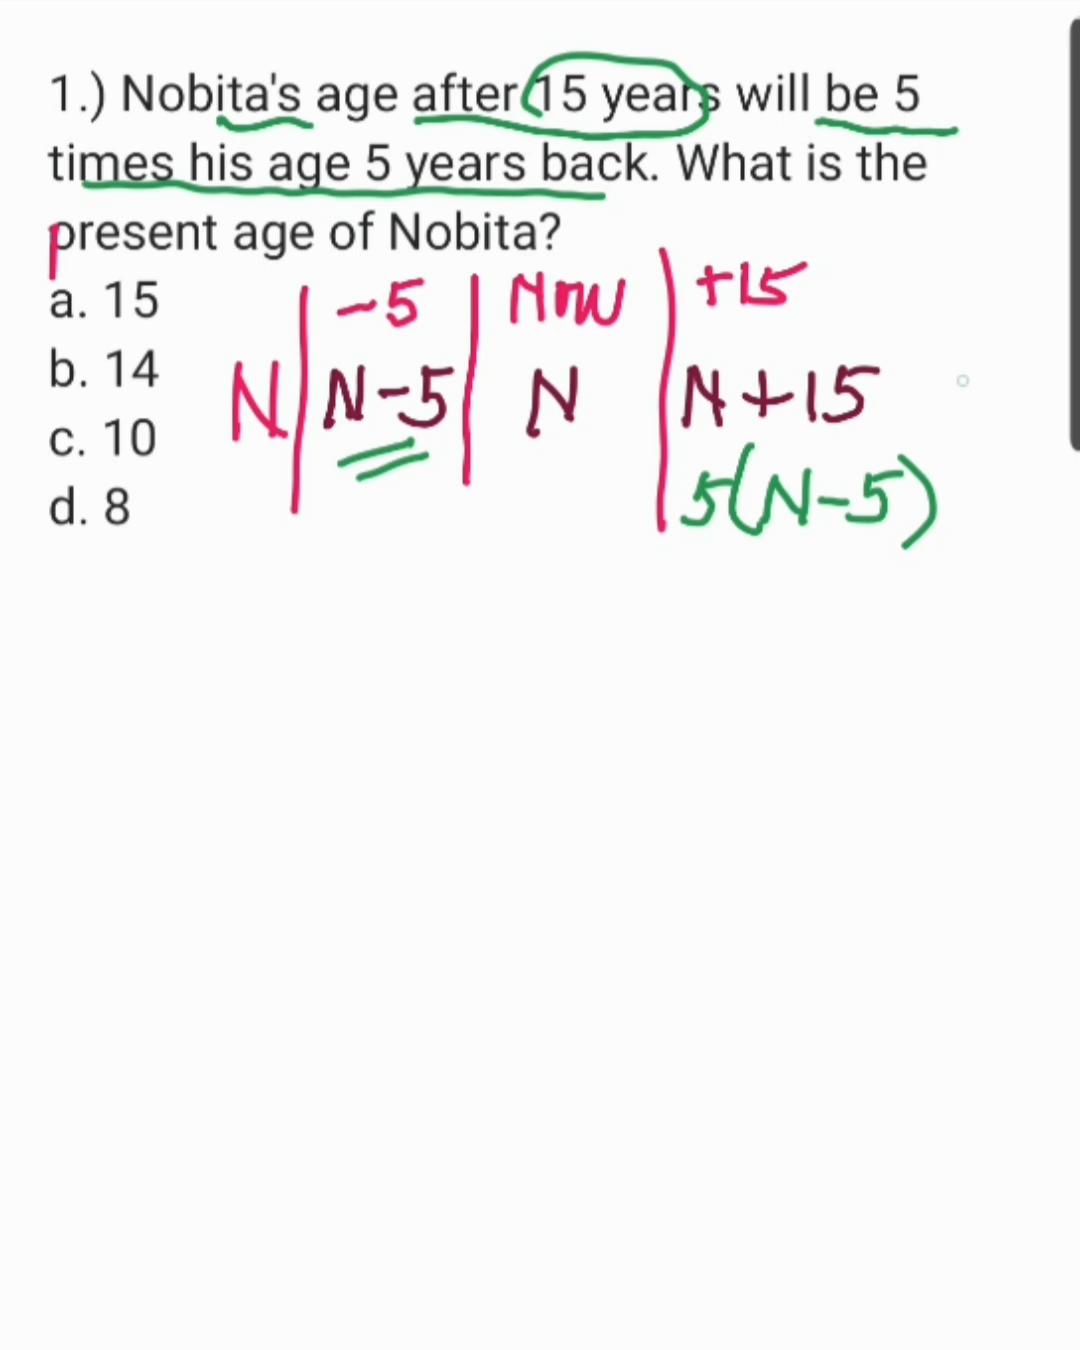 1.) Nobita's age after 15 years will be 5
times his age 5 years back. What is the
present age of Nobita?
a. 15
b. 14
c. 10
d. 8
-5 Now +15
N N-5 N N+15
5(N-5)